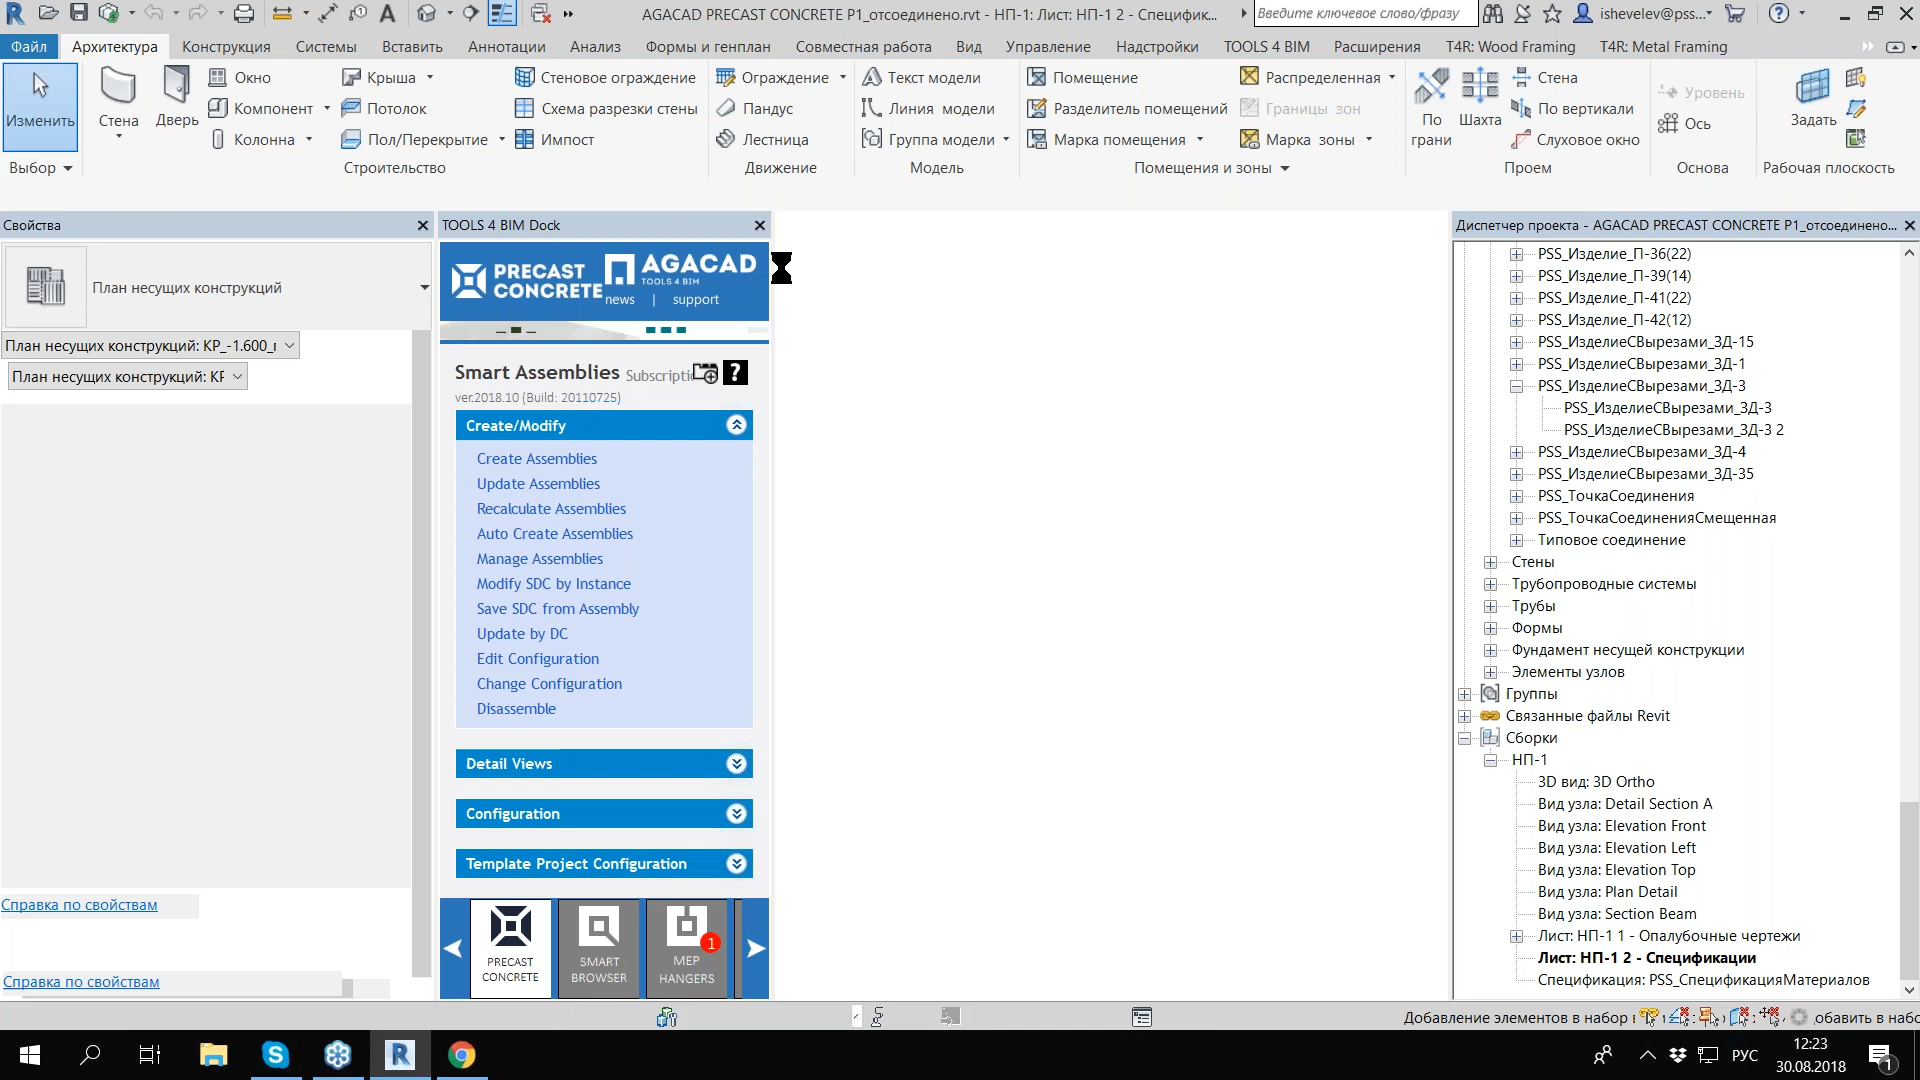 AGACAD PRECAST CONCRETE P1_отсоединено.rvt - НП-1: Лист: НП-1 2 - Специфик...
Введите ключевое слово/фразу
ishevelev@pss...
Файл
Архитектура
Конструкция
Системы
Вставить
Аннотации
Анализ
Формы и генплан
Совместная работа
Вид
Управление
Надстройки
TOOLS 4 BIM
Расширения
T4R: Wood Framing
T4R: Metal Framing
Изменить
Стена
Дверь
Окно
Компонент
Колонна
Крыша
Потолок
Пол/Перекрытие
Стеновое ограждение
Схема разрезки стены
Импост
Ограждение
Пандус
Лестница
Текст модели
Линия модели
Группа модели
Помещение
Разделитель помещений
Марка помещения
Распределенная
Границы зон
Марка зоны
По грани
Шахта
Стена
По вертикали
Слуховое окно
Уровень
Ось
Задать
Выбор
Строительство
Движение
Модель
Помещения и зоны
Проем
Основа
Рабочая плоскость
Свойства
План несущих конструкций
План несущих конструкций: КР_-1.600_г
План несущих конструкций: КР
Справка по свойствам
Справка по свойствам
TOOLS 4 BIM Dock
PRECAST CONCRETE
AGACAD
TOOLS 4 BIM
news | support
Smart Assemblies Subscripti
ver.2018.10 (Build: 20110725)
Create/Modify
Create Assemblies
Update Assemblies
Recalculate Assemblies
Auto Create Assemblies
Manage Assemblies
Modify SDC by Instance
Save SDC from Assembly
Update by DC
Edit Configuration
Change Configuration
Disassemble
Detail Views
Configuration
Template Project Configuration
PRECAST CONCRETE
SMART BROWSER
1
MEP HANGERS
Диспетчер проекта - AGACAD PRECAST CONCRETE P1_отсоединено...
PSS_Изделие_П-36(22)
PSS_Изделие_П-39(14)
PSS_Изделие_П-41(22)
PSS_Изделие_П-42(12)
PSS_ИзделиеСВырезами_3Д-15
PSS_ИзделиеСВырезами_3Д-1
PSS_ИзделиеСВырезами_3Д-3
PSS_ИзделиеСВырезами_3Д-3
PSS_ИзделиеСВырезами_3Д-3 2
PSS_ИзделиеСВырезами_3Д-4
PSS_ИзделиеСВырезами_3Д-35
PSS_ТочкаСоединения
PSS_ТочкаСоединенияСмещенная
Типовое соединение
Стены
Трубопроводные системы
Трубы
Формы
Фундамент несущей конструкции
Элементы узлов
Группы
Связанные файлы Revit
Сборки
НП-1
3D вид: 3D Ortho
Вид узла: Detail Section A
Вид узла: Elevation Front
Вид узла: Elevation Left
Вид узла: Elevation Top
Вид узла: Plan Detail
Вид узла: Section Beam
Лист: НП-1 1 - Опалубочные чертежи
Лист: НП-1 2 - Спецификации
Спецификация: PSS_СпецификацияМатериалов
Добавление элементов в набор
обавить в набо
РУС
12:23
30.08.2018
1